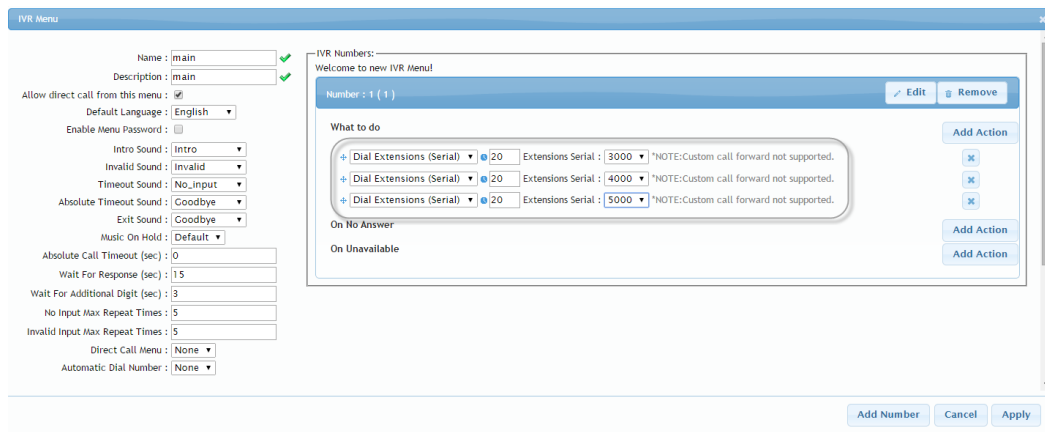 IVR Menu
Name : main
Description : main
Allow direct call from this menu :
Default Language : English
Enable Menu Password :
Intro Sound : Intro
Invalid Sound : Invalid
Timeout Sound : No_input
Absolute Timeout Sound : Goodbye
Exit Sound : Goodbye
Music On Hold : Default
Absolute Call Timeout (sec) : 0
Wait For Response (sec) : 15
Wait For Additional Digit (sec) : 3
No Input Max Repeat Times : 5
Invalid Input Max Repeat Times : 5
Direct Call Menu : None
Automatic Dial Number : None
IVR Numbers:
Welcome to new IVR Menu!
Number : 1 ( 1 ) Edit Remove
What to do Add Action
Dial Extensions (Serial) 20 Extensions Serial : 3000 *NOTE:Custom call forward not supported.
Dial Extensions (Serial) 20 Extensions Serial : 4000 *NOTE:Custom call forward not supported.
Dial Extensions (Serial) 20 Extensions Serial : 5000 *NOTE:Custom call forward not supported.
On No Answer Add Action
On Unavailable Add Action
Add Number Cancel Apply